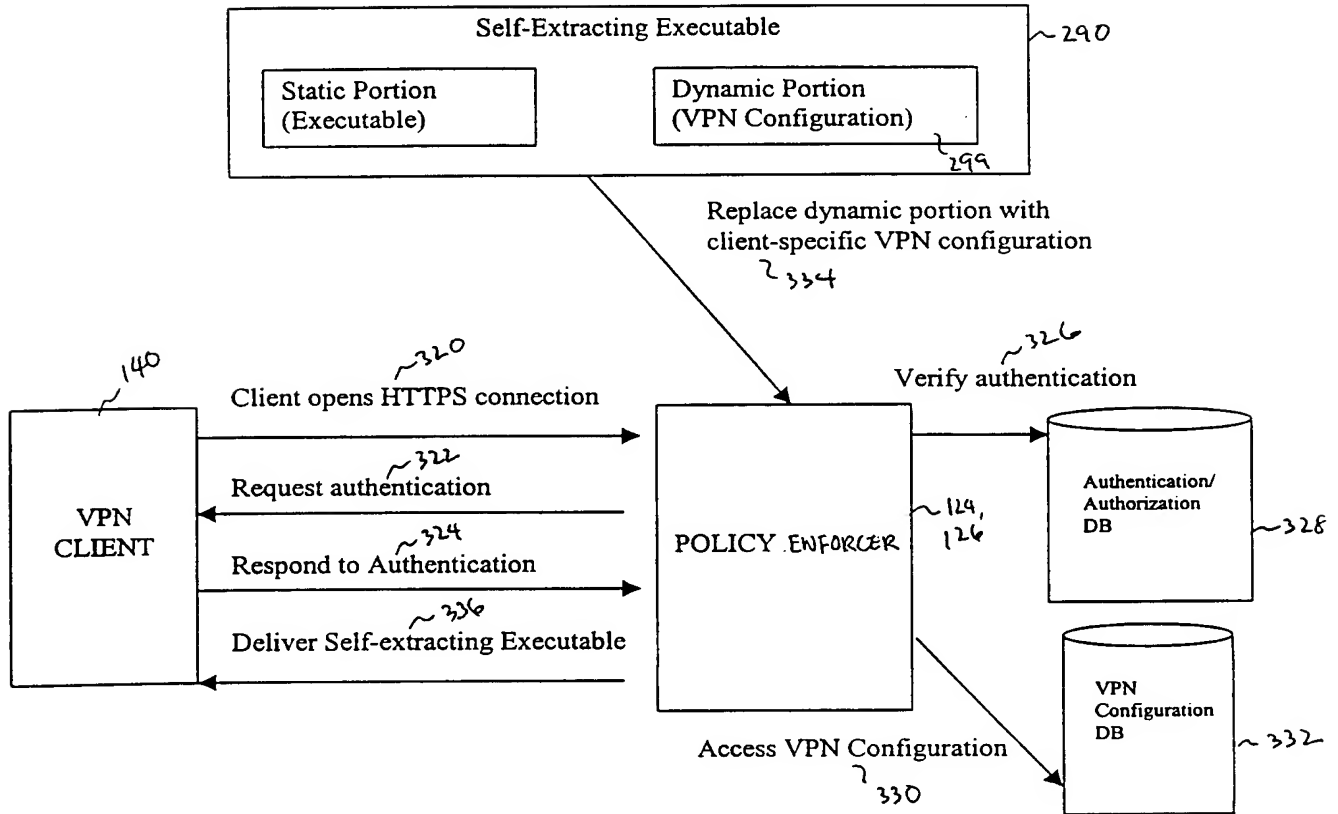 Self-Extracting Executable
290
Static Portion
(Executable)
Dynamic Portion
(VPN Configuration)
299
Replace dynamic portion with
client-specific VPN configuration
334
326
Verify authentication
140
320
Client opens HTTPS connection
322
Request authentication
VPN
CLIENT
324
Respond to Authentication
336
Deliver Self-extracting Executable
POLICY ENFORCER
124,
126
Authentication/
Authorization
DB
328
VPN
Configuration
DB
332
Access VPN Configuration
330